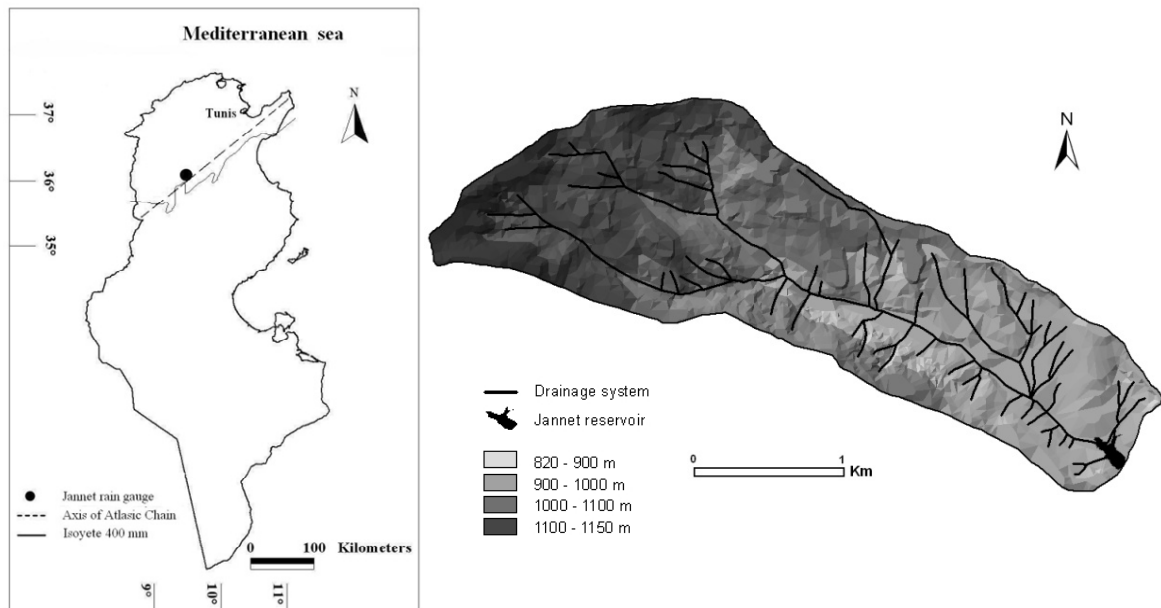 Mediterranean sea
Tunis
N
37°
36°
35°
Jannet rain gauge
Axis of Atlasic Chain
Isoyete 400 mm
0 100 Kilometers
9° 10° 11°
N
Drainage system
Jannet reservoir
820 - 900 m
900 - 1000 m
1000 - 1100 m
1100 - 1150 m
0 1
Km